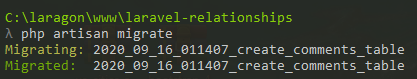 C:\laragon\www\laravel-relationships
λ php artisan migrate
Migrating: 2020_09_16_011407_create_comments_table
Migrated:  2020_09_16_011407_create_comments_table